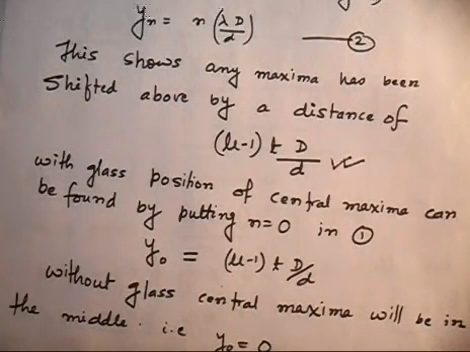 yₙ = n (λD/d) —— ②
This shows any maxima has been
Shifted above by a distance of
(μ-1) t D/d ✓
with glass position of central maxima can
be found by putting n=0 in ①
y₀ = (μ-1) t D/d
without glass central maxima will be in
the middle. i.e y₀ = 0